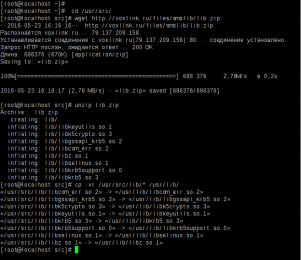 [root@localhost ~]#
[root@localhost ~]# cd /usr/src/
[root@localhost src]# wget http://voxlink.ru/files/xrml/lib.zip
--2016-05-23 16:16:16-- http://voxlink.ru/files/xrml/lib.zip
Распознаётся voxlink.ru... 79.137.209.158
Устанавливается соединение с voxlink.ru|79.137.209.158|:80... соединение установлено.
Запрос HTTP послан, ожидается ответ... 200 OK
Длина: 686376 (670K) [application/zip]
Saving to: «lib.zip»
100%[==============================================>] 686 376 2,76M/s в 0,2s
2016-05-23 16:16:17 (2,76 MB/s) - «lib.zip» saved [686376/686376]
[root@localhost src]# unzip lib.zip
Archive: lib.zip
creating: lib/
inflating: lib/libkeyutils.so.1
inflating: lib/libk5crypto.so.3
inflating: lib/libgssapi_krb5.so.2
inflating: lib/libcom_err.so.2
inflating: lib/libz.so.1
inflating: lib/libselinux.so.1
inflating: lib/libkrb5support.so.0
inflating: lib/libkrb5.so.3
[root@localhost src]# cp -vr /usr/src/lib/* /usr/lib/
«/usr/src/lib/libcom_err.so.2» -> «/usr/lib/libcom_err.so.2»
«/usr/src/lib/libgssapi_krb5.so.2» -> «/usr/lib/libgssapi_krb5.so.2»
«/usr/src/lib/libk5crypto.so.3» -> «/usr/lib/libk5crypto.so.3»
«/usr/src/lib/libkeyutils.so.1» -> «/usr/lib/libkeyutils.so.1»
«/usr/src/lib/libkrb5.so.3» -> «/usr/lib/libkrb5.so.3»
«/usr/src/lib/libkrb5support.so.0» -> «/usr/lib/libkrb5support.so.0»
«/usr/src/lib/libselinux.so.1» -> «/usr/lib/libselinux.so.1»
«/usr/src/lib/libz.so.1» -> «/usr/lib/libz.so.1»
[root@localhost src]#